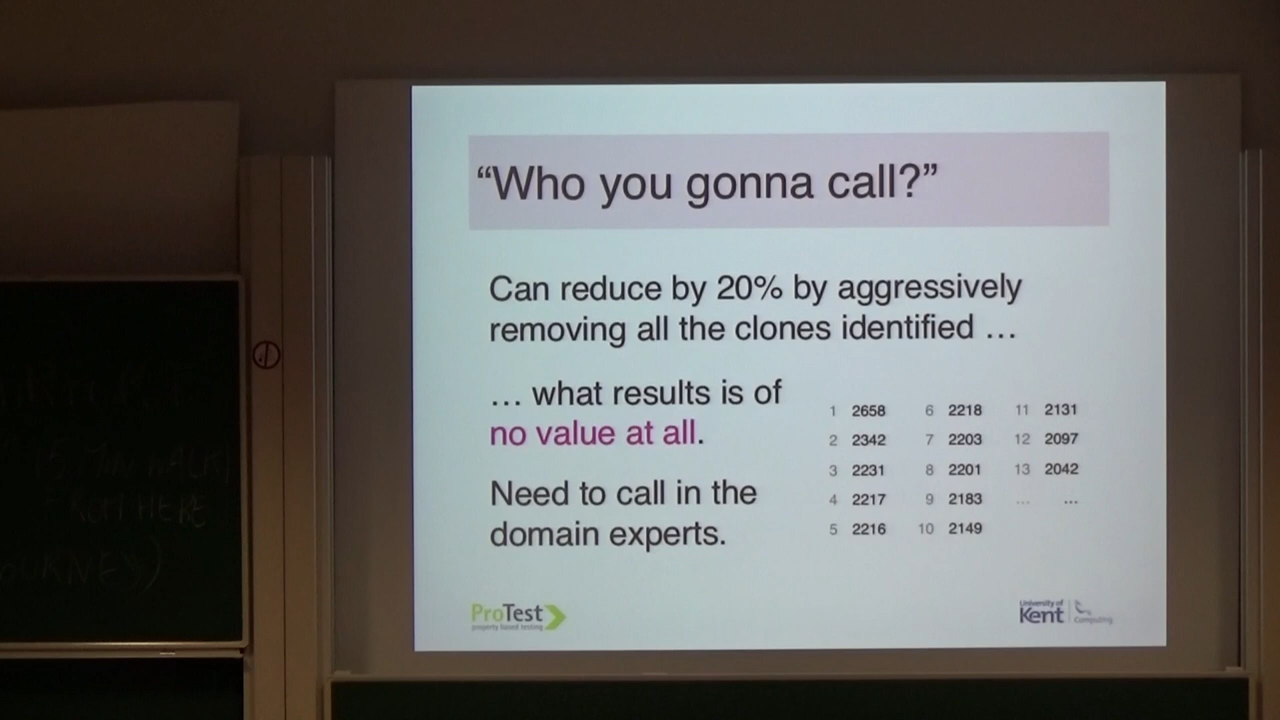 “Who you gonna call?”
Can reduce by 20% by aggressively
removing all the clones identified …
… what results is of
no value at all.
Need to call in the
domain experts.
1 2658 6 2218 11 2131
2 2342 7 2203 12 2097
3 2231 8 2201 13 2042
4 2217 9 2183 … …
5 2216 10 2149
ProTest
property based testing
University of
Kent
Computing
FROM HERE